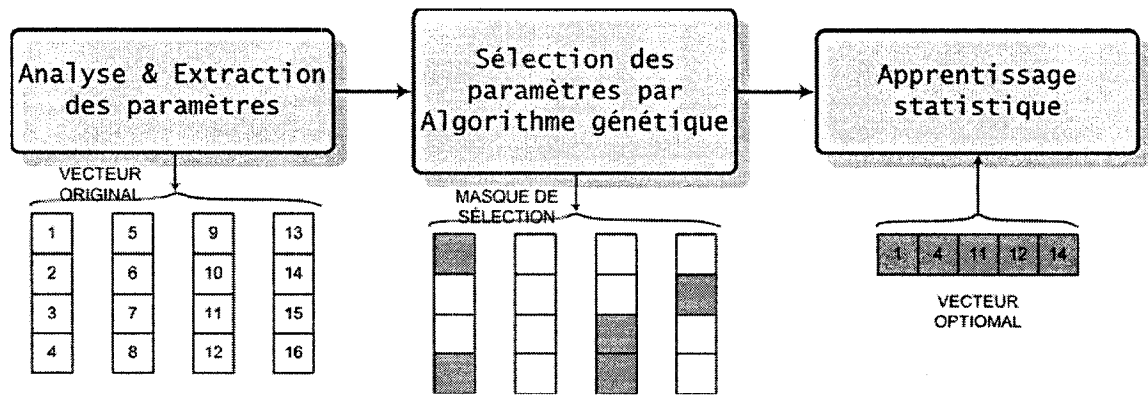 Analyse & Extraction
des paramètres
Sélection des
paramètres par
Algorithme génétique
Apprentissage
statistique
VECTEUR
ORIGINAL
1 5 9 13
2 6 10 14
3 7 11 15
4 8 12 16
MASQUE DE
SÉLECTION
1 4 11 12 14
VECTEUR
OPTIOMAL